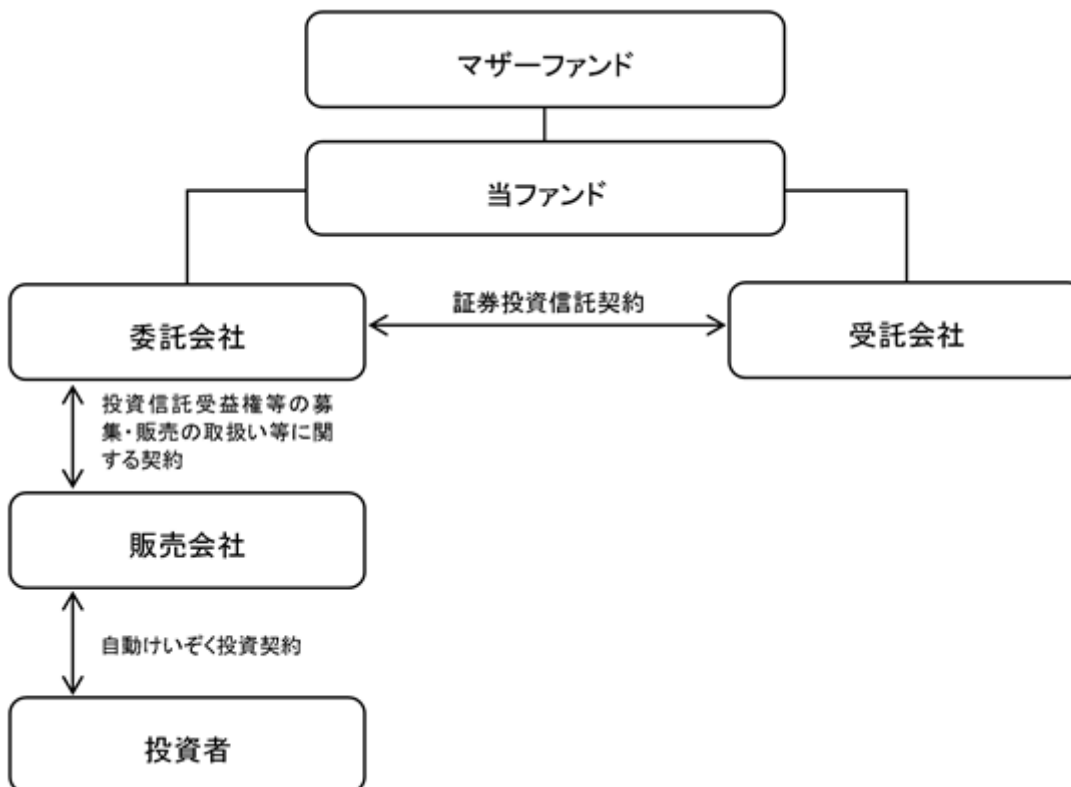 マザーファンド
当ファンド
委託会社
証券投資信託契約
受託会社
投資信託受益権等の募
集・販売の取扱い等に関
する契約
販売会社
自動けいぞく投資契約
投資者